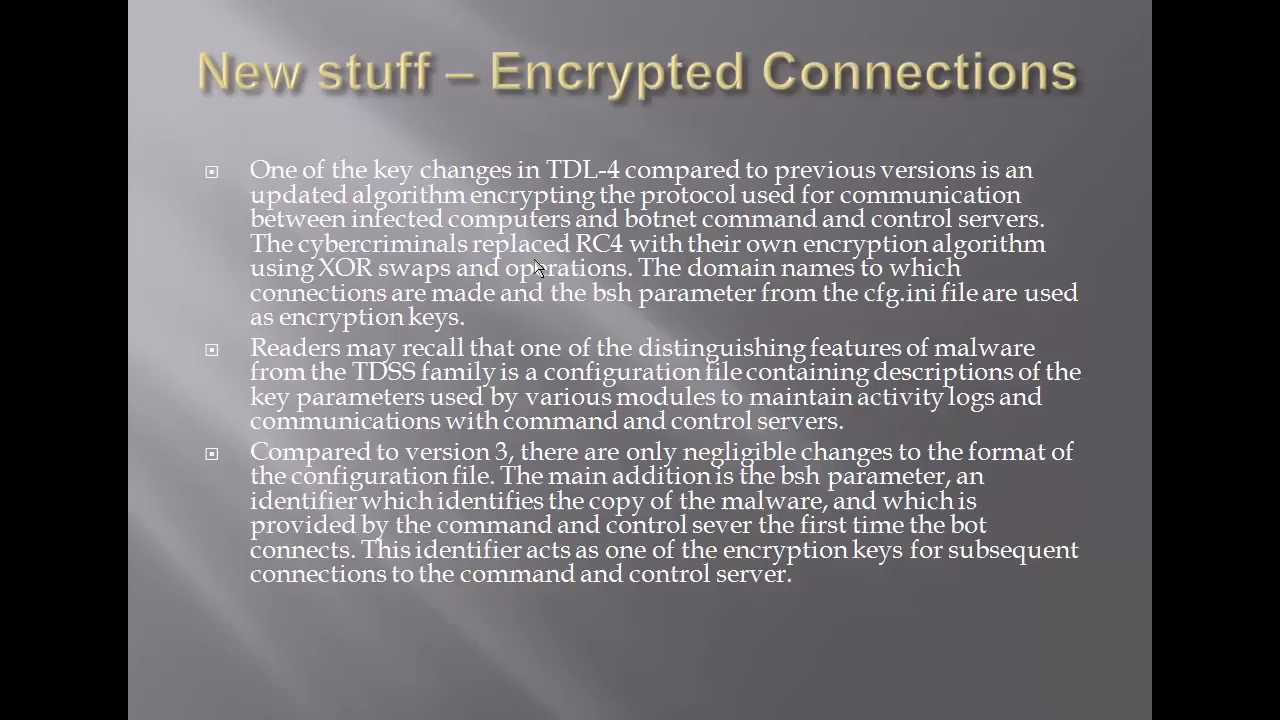 New stuff – Encrypted Connections
One of the key changes in TDL-4 compared to previous versions is an
updated algorithm encrypting the protocol used for communication
between infected computers and botnet command and control servers.
The cybercriminals replaced RC4 with their own encryption algorithm
using XOR swaps and operations. The domain names to which
connections are made and the bsh parameter from the cfg.ini file are used
as encryption keys.
Readers may recall that one of the distinguishing features of malware
from the TDSS family is a configuration file containing descriptions of the
key parameters used by various modules to maintain activity logs and
communications with command and control servers.
Compared to version 3, there are only negligible changes to the format of
the configuration file. The main addition is the bsh parameter, an
identifier which identifies the copy of the malware, and which is
provided by the command and control sever the first time the bot
connects. This identifier acts as one of the encryption keys for subsequent
connections to the command and control server.